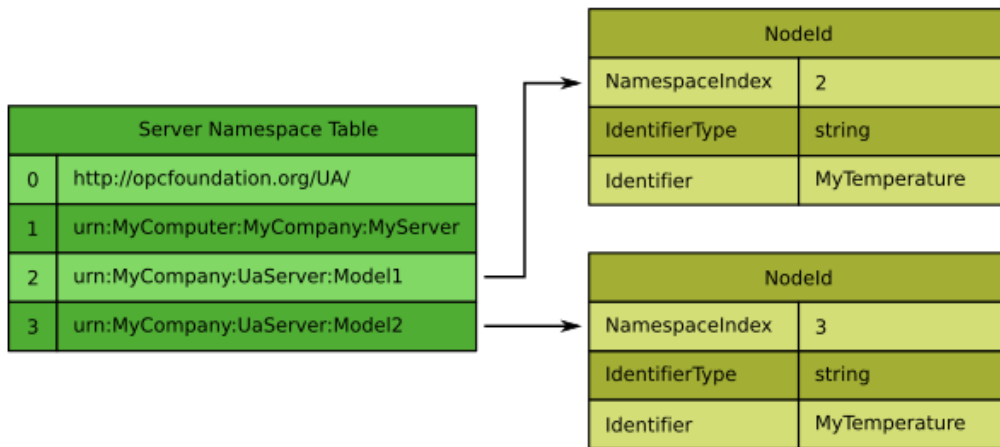 Server Namespace Table
0 http://opcfoundation.org/UA/
1 urn:MyComputer:MyCompany:MyServer
2 urn:MyCompany:UaServer:Model1
3 urn:MyCompany:UaServer:Model2
NodeId
NamespaceIndex 2
IdentifierType string
Identifier MyTemperature
NodeId
NamespaceIndex 3
IdentifierType string
Identifier MyTemperature